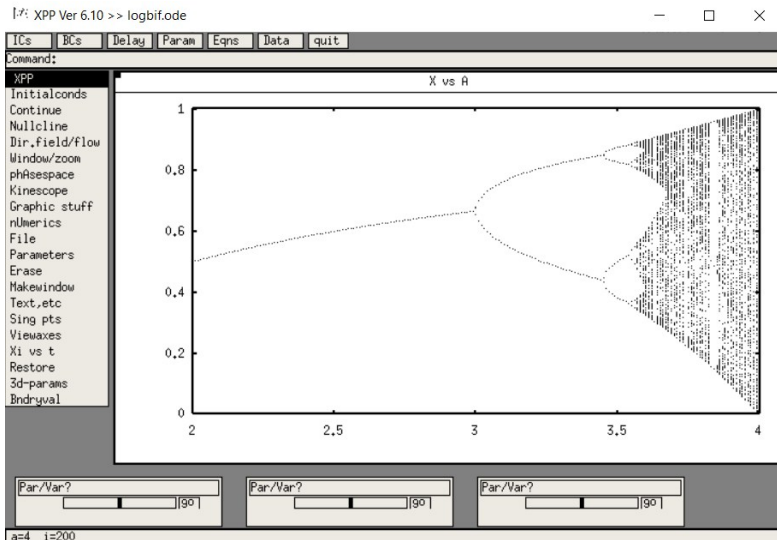 XPP Ver 6.10 >> logbif.ode
ICs BCs Delay Param Eqns Data quit
Command:
XPP
Initialconds
Continue
Nullcline
Dir.field/flow
Window/zoom
phAsespace
Kinescope
Graphic stuff
nUmerics
File
Parameters
Erase
Makewindow
Text,etc
Sing pts
Viewaxes
Xi vs t
Restore
3d-params
Bndryval
X vs A
1
0.8
0.6
0.4
0.2
0
2 2.5 3 3.5 4
Par/Var? Par/Var? Par/Var?
go go go
a=4 i=200